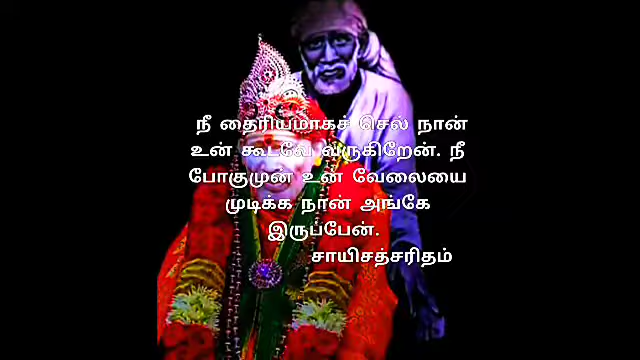 நீ தைரியமாகச் செல் நான்
உன் கூடவே வருகிறேன். நீ
போகுமுன் உன் வேலையை
முடிக்க நான் அங்கே
இருப்பேன்.
சாயிசத்சரிதம்